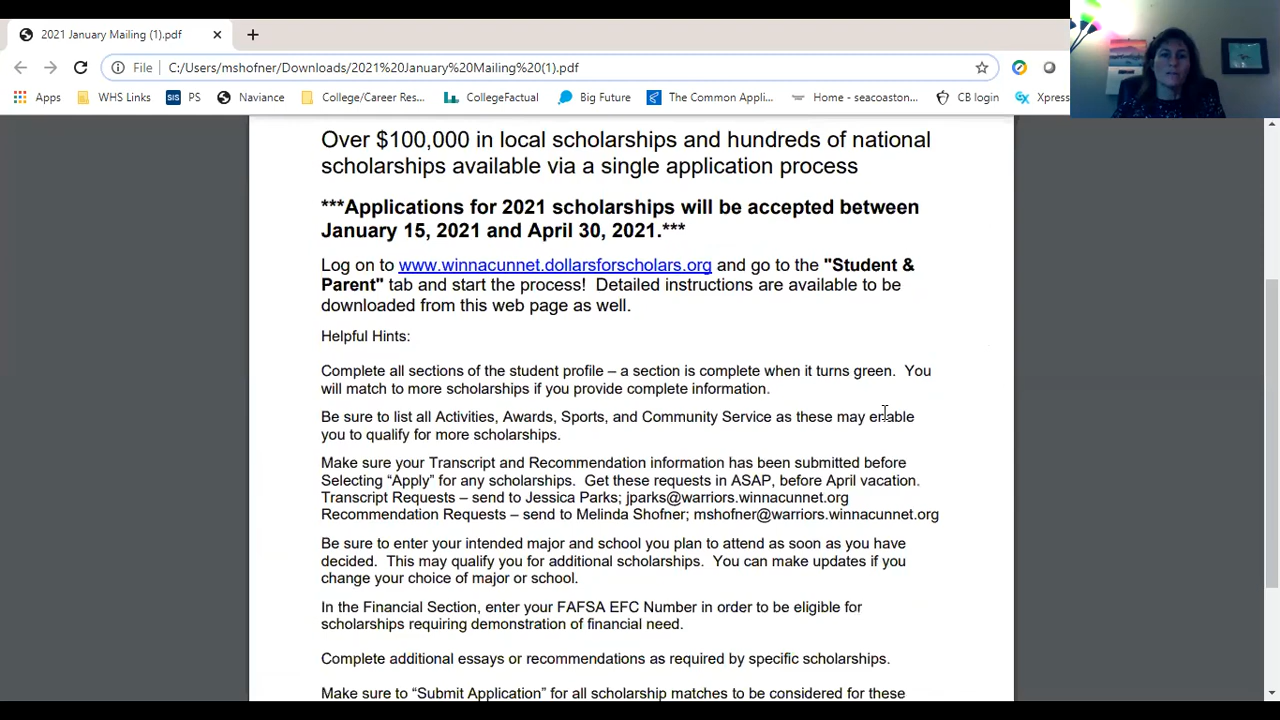 2021 January Mailing (1).pdf
File C:/Users/mshofner/Downloads/2021%20January%20Mailing%20(1).pdf
Apps WHS Links SIS PS Naviance College/Career Res... CollegeFactual Big Future The Common Appli... Home - seacoaston... CB login Xpress
Over $100,000 in local scholarships and hundreds of national
scholarships available via a single application process
***Applications for 2021 scholarships will be accepted between
January 15, 2021 and April 30, 2021.***
Log on to www.winnacunnet.dollarsforscholars.org and go to the "Student &
Parent" tab and start the process! Detailed instructions are available to be
downloaded from this web page as well.
Helpful Hints:
Complete all sections of the student profile – a section is complete when it turns green. You
will match to more scholarships if you provide complete information.
Be sure to list all Activities, Awards, Sports, and Community Service as these may enable
you to qualify for more scholarships.
Make sure your Transcript and Recommendation information has been submitted before
Selecting “Apply” for any scholarships. Get these requests in ASAP, before April vacation.
Transcript Requests – send to Jessica Parks; jparks@warriors.winnacunnet.org
Recommendation Requests – send to Melinda Shofner; mshofner@warriors.winnacunnet.org
Be sure to enter your intended major and school you plan to attend as soon as you have
decided. This may qualify you for additional scholarships. You can make updates if you
change your choice of major or school.
In the Financial Section, enter your FAFSA EFC Number in order to be eligible for
scholarships requiring demonstration of financial need.
Complete additional essays or recommendations as required by specific scholarships.
Make sure to “Submit Application” for all scholarship matches to be considered for these